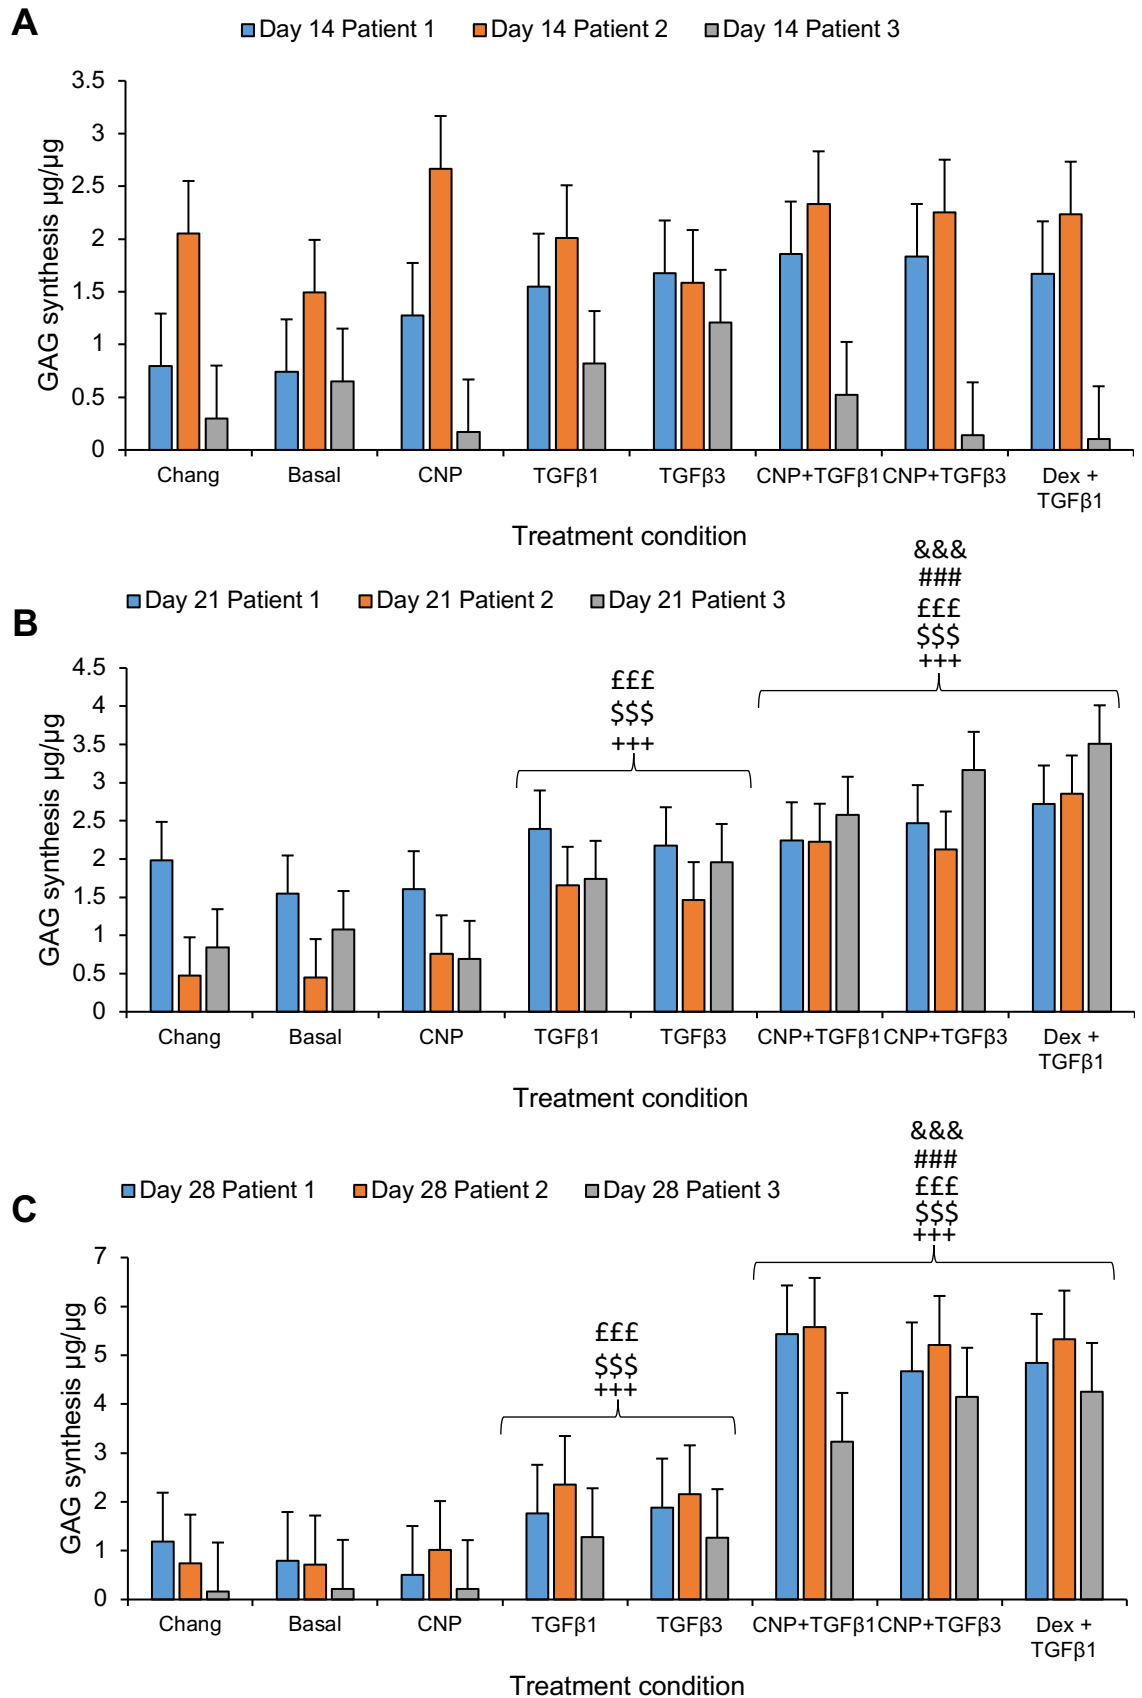 A
Day 14 Patient 1 Day 14 Patient 2 Day 14 Patient 3
3.5
3
2.5
2
1.5
1
0.5
0
GAG synthesis µg/µg
Chang Basal CNP TGFβ1 TGFβ3 CNP+TGFβ1 CNP+TGFβ3 Dex +
TGFβ1
Treatment condition
B
Day 21 Patient 1 Day 21 Patient 2 Day 21 Patient 3
&&&
###
£££
$$$
+++
£££
$$$
+++
4.5
4
3.5
3
2.5
2
1.5
1
0.5
0
GAG synthesis µg/µg
Chang Basal CNP TGFβ1 TGFβ3 CNP+TGFβ1 CNP+TGFβ3 Dex +
TGFβ1
Treatment condition
C
Day 28 Patient 1 Day 28 Patient 2 Day 28 Patient 3
&&&
###
£££
$$$
+++
£££
$$$
+++
7
6
5
4
3
2
1
0
GAG synthesis µg/µg
Chang Basal CNP TGFβ1 TGFβ3 CNP+TGFβ1 CNP+TGFβ3 Dex +
TGFβ1
Treatment condition